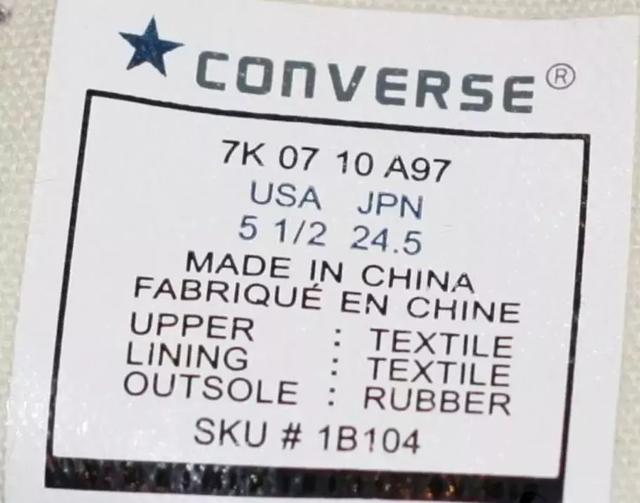 CONVERSE®
7K 07 10 A97
USA JPN
5 1/2 24.5
MADE IN CHINA
FABRIQUÉ EN CHINE
UPPER : TEXTILE
LINING : TEXTILE
OUTSOLE : RUBBER
SKU # 1B104